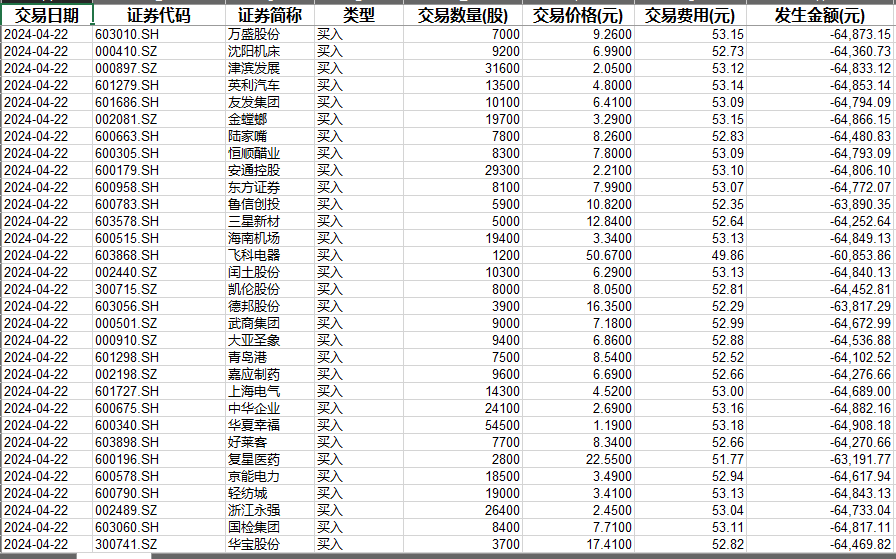 交易日期 证券代码 证券简称 类型 交易数量(股) 交易价格(元) 交易费用(元) 发生金额(元)
2024-04-22 603010.SH 万盛股份 买入 7000 9.2600 53.15 -64,873.15
2024-04-22 000410.SZ 沈阳机床 买入 9200 6.9900 52.73 -64,360.73
2024-04-22 000897.SZ 津滨发展 买入 31600 2.0500 53.12 -64,833.12
2024-04-22 601279.SH 英利汽车 买入 13500 4.8000 53.14 -64,853.14
2024-04-22 601686.SH 友发集团 买入 10100 6.4100 53.09 -64,794.09
2024-04-22 002081.SZ 金螳螂 买入 19700 3.2900 53.15 -64,866.15
2024-04-22 600663.SH 陆家嘴 买入 7800 8.2600 52.83 -64,480.83
2024-04-22 600305.SH 恒顺醋业 买入 8300 7.8000 53.09 -64,793.09
2024-04-22 600179.SH 安通控股 买入 29300 2.2100 53.10 -64,806.10
2024-04-22 600958.SH 东方证券 买入 8100 7.9900 53.07 -64,772.07
2024-04-22 600783.SH 鲁信创投 买入 5900 10.8200 52.35 -63,890.35
2024-04-22 603578.SH 三星新材 买入 5000 12.8400 52.64 -64,252.64
2024-04-22 600515.SH 海南机场 买入 19400 3.3400 53.13 -64,849.13
2024-04-22 603868.SH 飞科电器 买入 1200 50.6700 49.86 -60,853.86
2024-04-22 002440.SZ 闰土股份 买入 10300 6.2900 53.13 -64,840.13
2024-04-22 300715.SZ 凯伦股份 买入 8000 8.0500 52.81 -64,452.81
2024-04-22 603056.SH 德邦股份 买入 3900 16.3500 52.29 -63,817.29
2024-04-22 000501.SZ 武商集团 买入 9000 7.1800 52.99 -64,672.99
2024-04-22 000910.SZ 大亚圣象 买入 9400 6.8600 52.88 -64,536.88
2024-04-22 601298.SH 青岛港 买入 7500 8.5400 52.52 -64,102.52
2024-04-22 002198.SZ 嘉应制药 买入 9600 6.6900 52.66 -64,276.66
2024-04-22 601727.SH 上海电气 买入 14300 4.5200 53.00 -64,689.00
2024-04-22 600675.SH 中华企业 买入 24100 2.6900 53.16 -64,882.16
2024-04-22 600340.SH 华夏幸福 买入 54500 1.1900 53.18 -64,908.18
2024-04-22 603898.SH 好莱客 买入 7700 8.3400 52.66 -64,270.66
2024-04-22 600196.SH 复星医药 买入 2800 22.5500 51.77 -63,191.77
2024-04-22 600578.SH 京能电力 买入 18500 3.4900 52.94 -64,617.94
2024-04-22 600790.SH 轻纺城 买入 19000 3.4100 53.13 -64,843.13
2024-04-22 002489.SZ 浙江永强 买入 26400 2.4500 53.04 -64,733.04
2024-04-22 603060.SH 国检集团 买入 8400 7.7100 53.11 -64,817.11
2024-04-22 300741.SZ 华宝股份 买入 3700 17.4100 52.82 -64,469.82